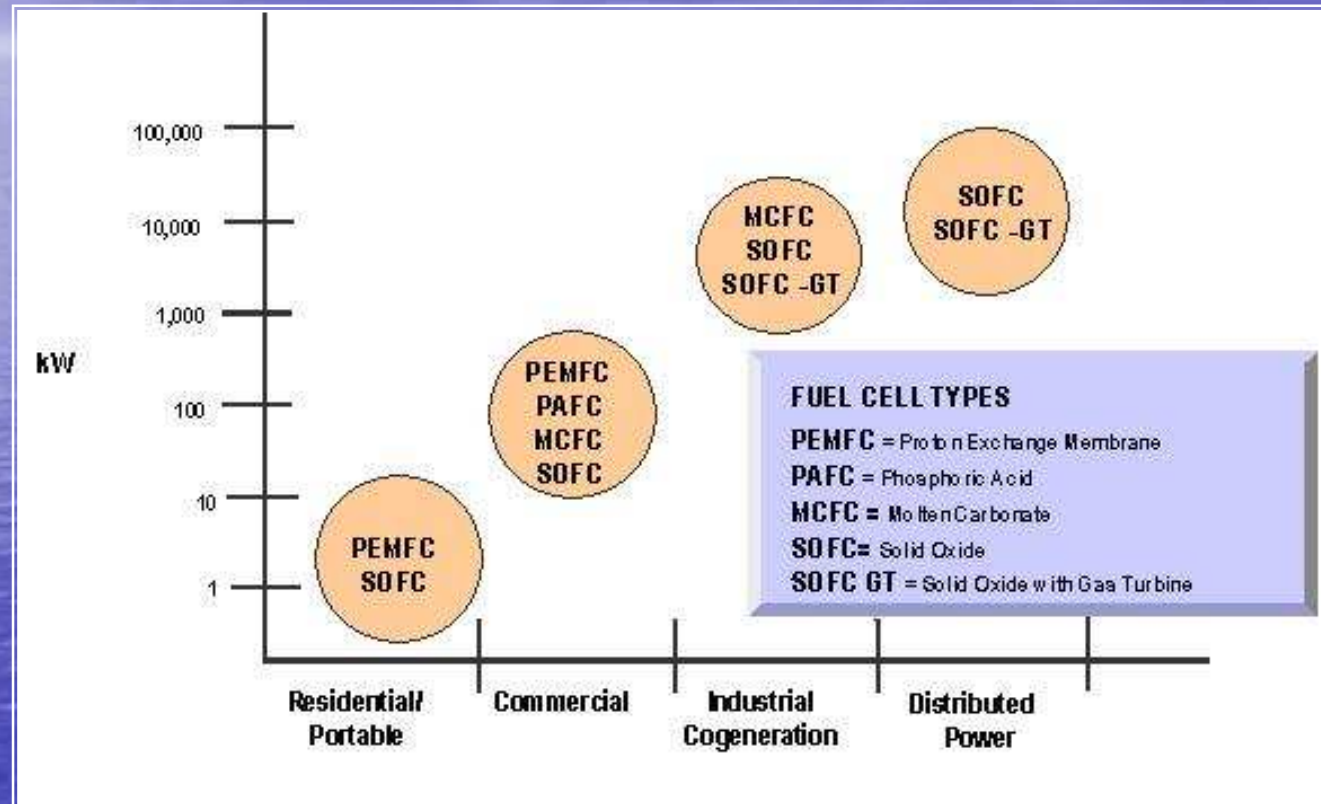 100,000
10,000
1,000
kW
100
10
1
MCFC
SOFC
SOFC -GT
SOFC
SOFC -GT
PEMFC
PAFC
MCFC
SOFC
PEMFC
SOFC
FUEL CELL TYPES
PEMFC = Proton Exchange Membrane
PAFC = Phosphoric Acid
MCFC = Molten Carbonate
SOFC= Solid Oxide
SOFC GT = Solid Oxide with Gaa Turbine
Residential/
Portable
Commercial
Industrial
Cogeneration
Distributed
Power